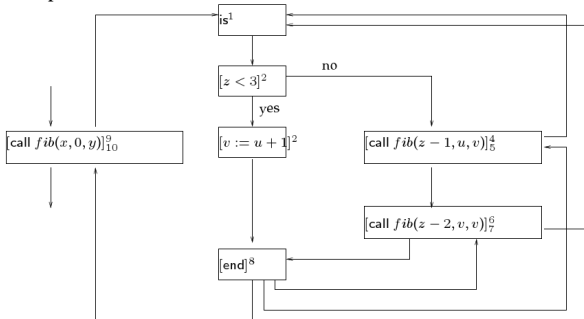 is¹
[z < 3]²
no
yes
[call fib(x, 0, y)]⁹₁₀
[v := u + 1]²
[call fib(z − 1, u, v)]⁴₅
[call fib(z − 2, v, v)]⁶₇
[end]⁸